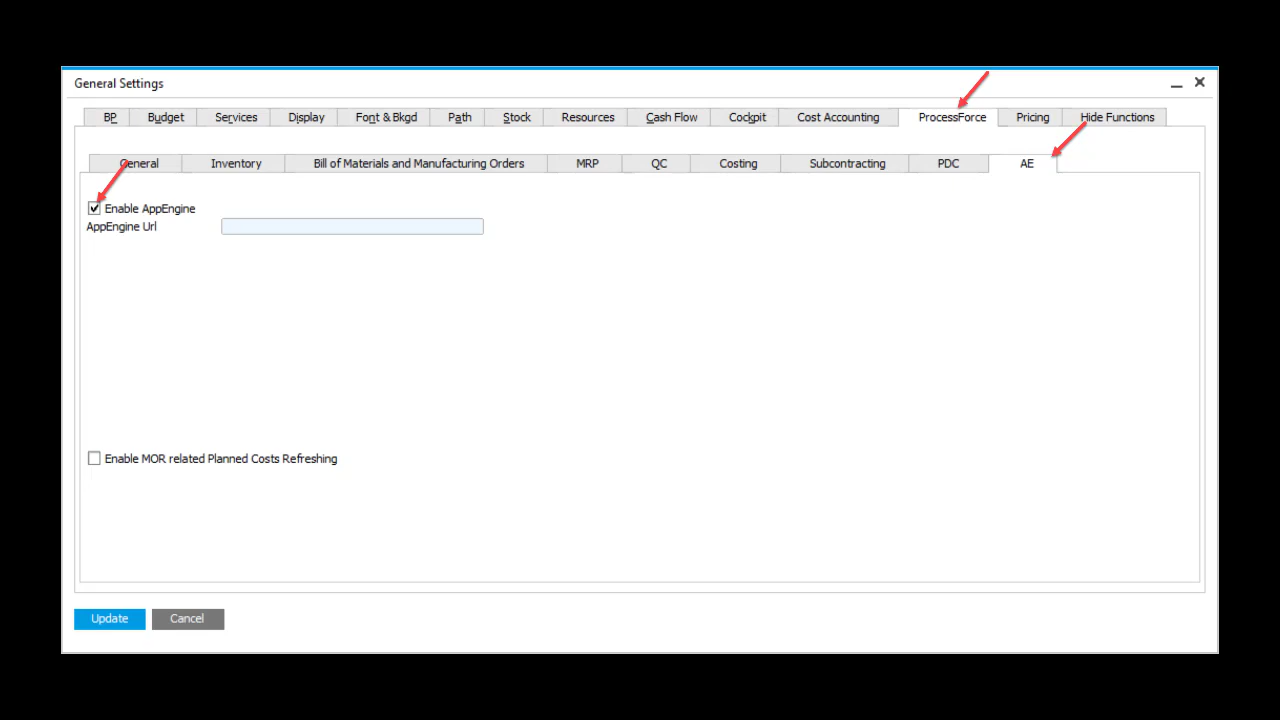 General Settings
BP Budget Services Display Font & Bkgd Path Stock Resources Cash Flow Cockpit Cost Accounting ProcessForce Pricing Hide Functions
General Inventory Bill of Materials and Manufacturing Orders MRP QC Costing Subcontracting PDC AE
Enable AppEngine
AppEngine Url
Enable MOR related Planned Costs Refreshing
Update Cancel